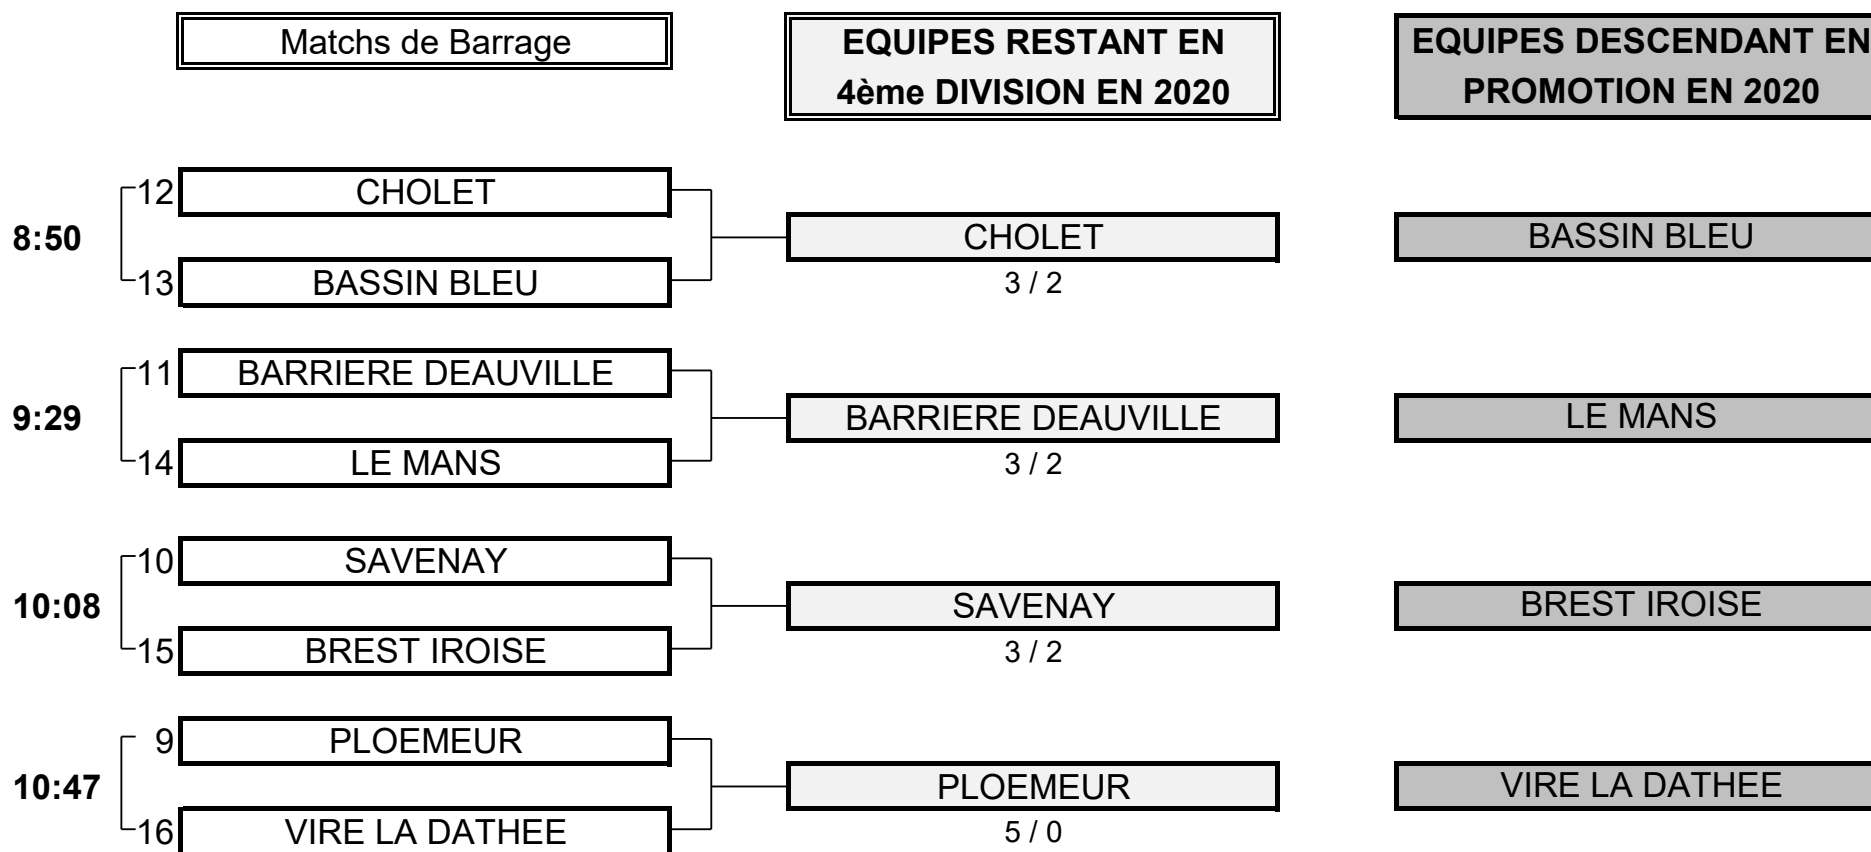 Matchs de Barrage
EQUIPES RESTANT EN
4ème DIVISION EN 2020
EQUIPES DESCENDANT EN
PROMOTION EN 2020
12 CHOLET
8:50 CHOLET BASSIN BLEU
13 BASSIN BLEU 3 / 2
11 BARRIERE DEAUVILLE
9:29 BARRIERE DEAUVILLE LE MANS
14 LE MANS 3 / 2
10 SAVENAY
10:08 SAVENAY BREST IROISE
15 BREST IROISE 3 / 2
9 PLOEMEUR
10:47 PLOEMEUR VIRE LA DATHEE
16 VIRE LA DATHEE 5 / 0